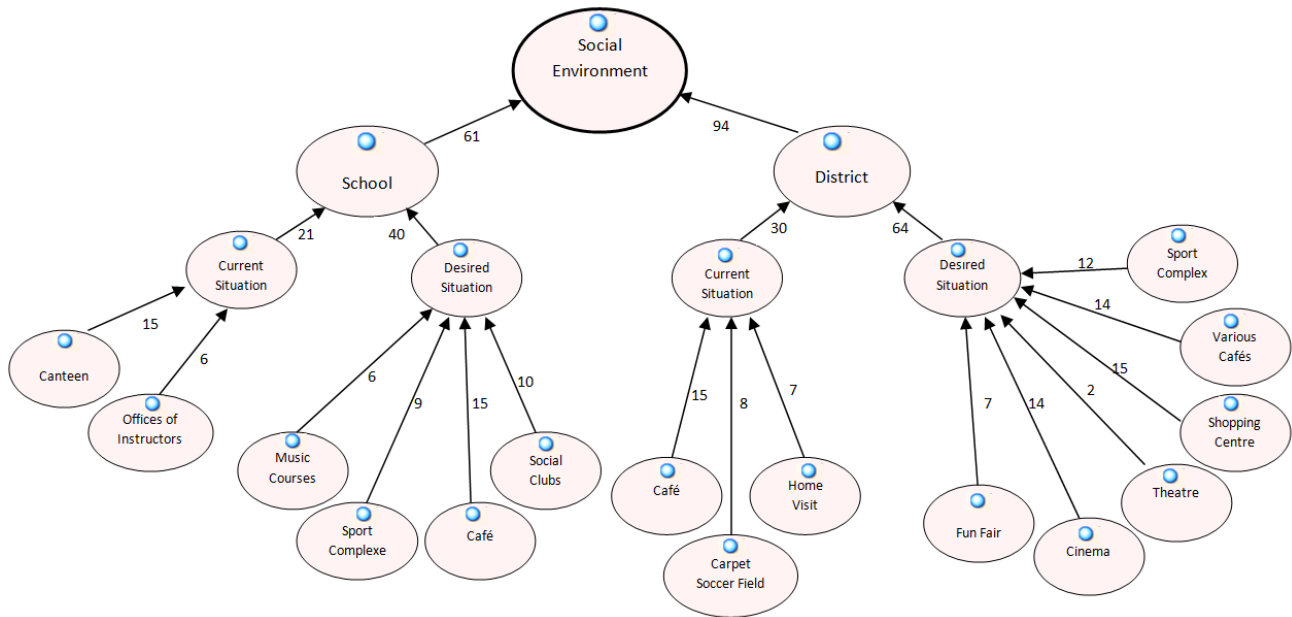 Social
Environment
61
94
School
District
21
40
30
64
Current
Situation
Desired
Situation
Current
Situation
Desired
Situation
12
Sport
Complex
14
Various
Cafés
15
Canteen
6
Offices of
Instructors
6
9
15
10
Music
Courses
Sport
Complexe
Café
Social
Clubs
15
8
7
Café
Carpet
Soccer Field
Home
Visit
7
14
2
15
Shopping
Centre
Theatre
Fun Fair
Cinema